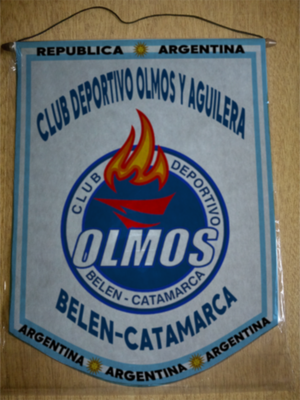 REPUBLICA ARGENTINA
CLUB DEPORTIVO OLMOS Y AGUILERA
CLUB DEPORTIVO
OLMOS
BELEN - CATAMARCA
BELEN-CATAMARCA
ARGENTINA ARGENTINA ARGENTINA